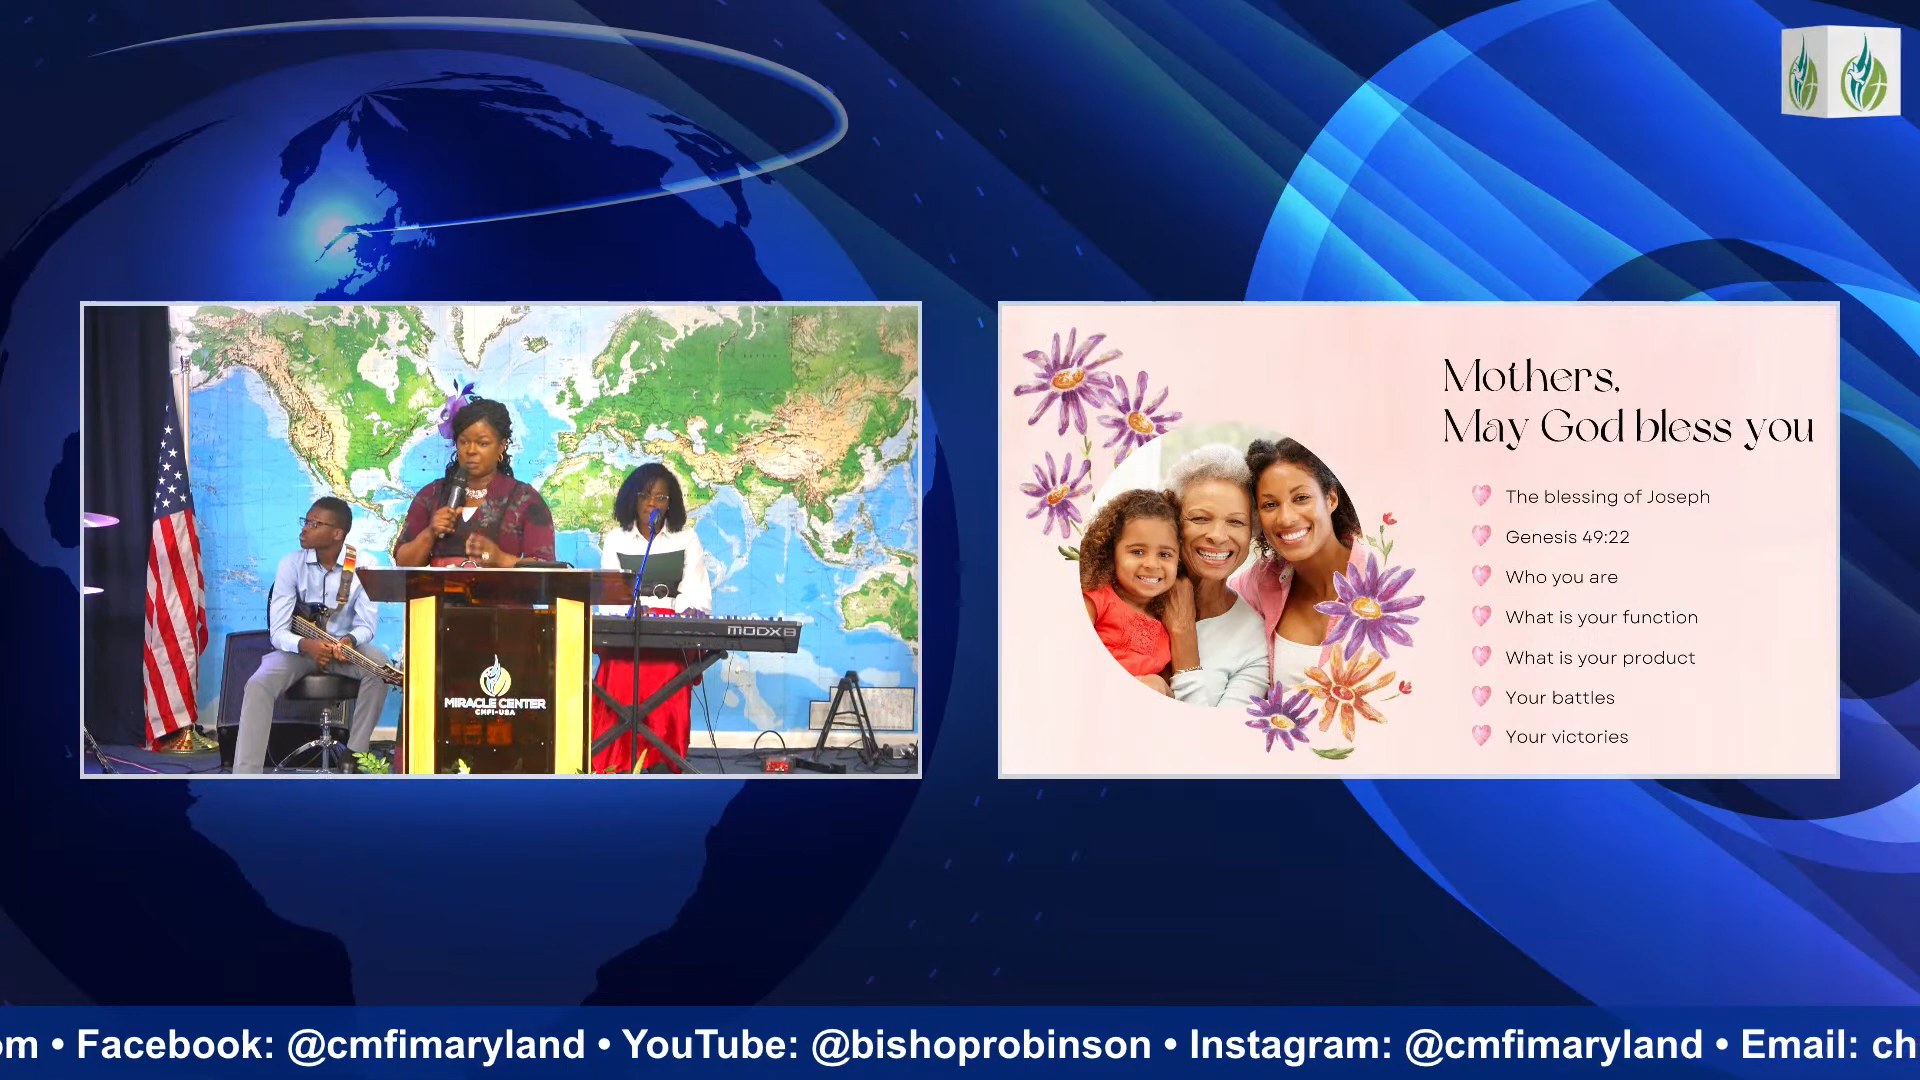 MODX8
MIRACLE CENTER
CMFI-USA
Mothers,
May God bless you
The blessing of Joseph
Genesis 49:22
Who you are
What is your function
What is your product
Your battles
Your victories
om • Facebook: @cmfimaryland • YouTube: @bishoprobinson • Instagram: @cmfimaryland • Email: ch